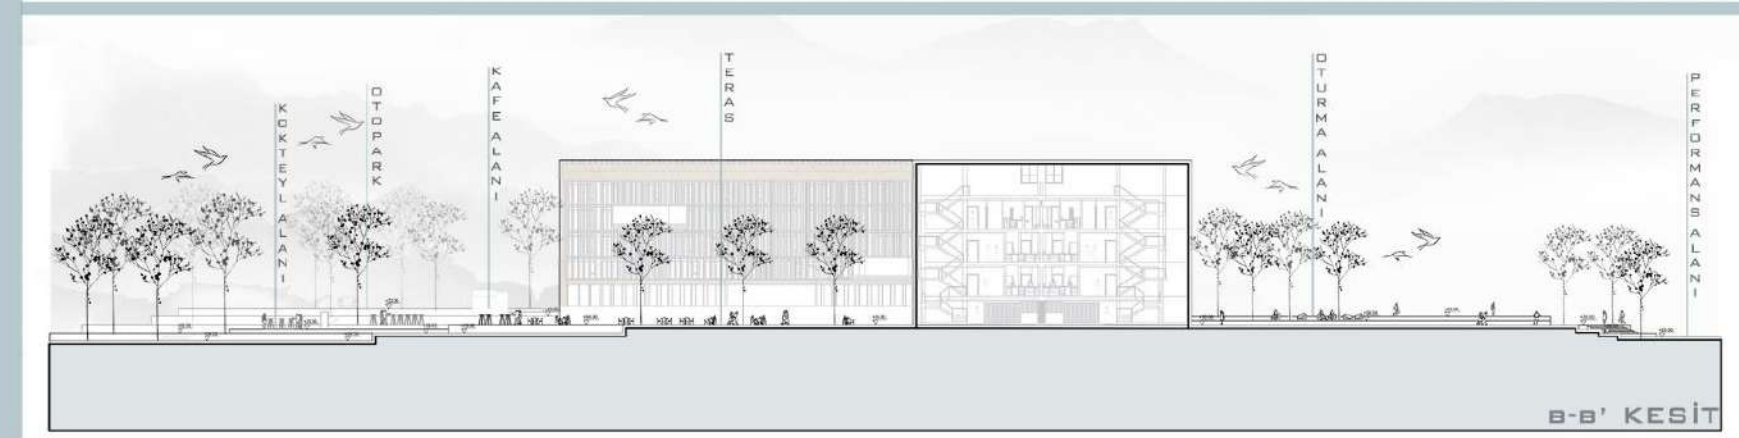 KOKTEYL ALANI
OTOPARK
KAFE ALANI
TERAS
OTURMA ALANI
PERFORMANS ALANI
B-B' KESİT